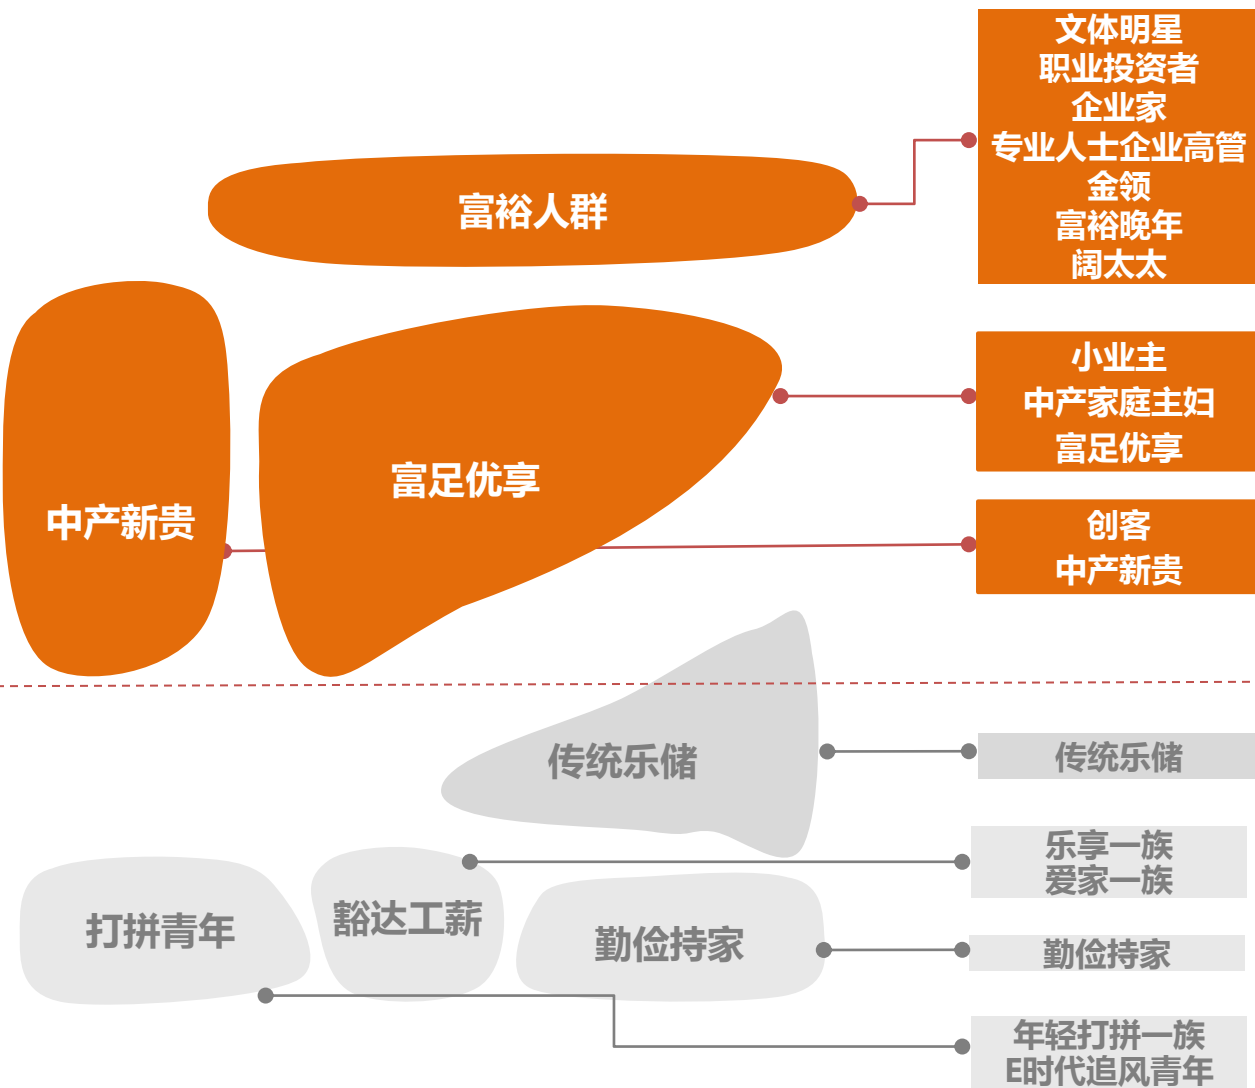 文体明星
职业投资者
企业家
专业人士企业高管
金领
富裕晚年
阔太太
富裕人群
小业主
中产家庭主妇
富足优享
富足优享
中产新贵
创客
中产新贵
传统乐储
传统乐储
乐享一族
爱家一族
打拼青年
豁达工薪
勤俭持家
勤俭持家
年轻打拼一族
E时代追风青年